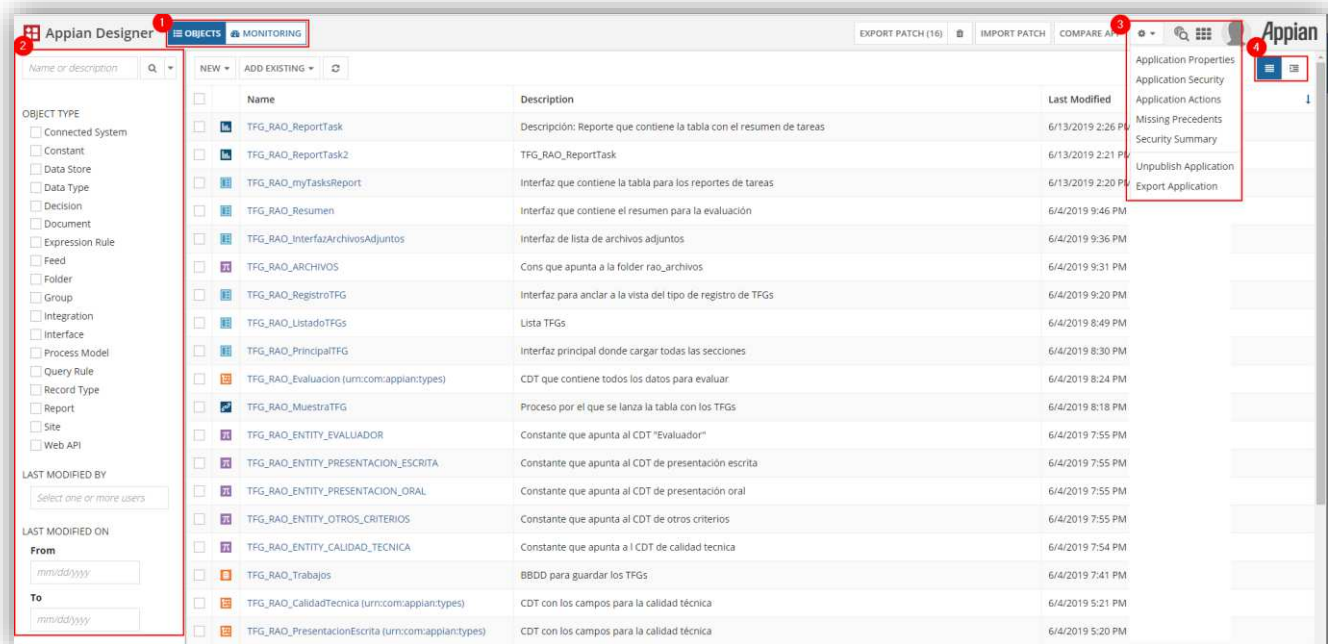 1
Appian Designer
OBJECTS
MONITORING
EXPORT PATCH (16)
IMPORT PATCH
3
Appian
2
Name or description
NEW
ADD EXISTING
4
Application Properties
Application Security
Application Actions
Missing Precedents
Security Summary
Unpublish Application
Export Application
OBJECT TYPE
Connected System
Constant
Data Store
Data Type
Decision
Document
Expression Rule
Feed
Folder
Group
Integration
Interface
Process Model
Query Rule
Record Type
Report
Site
Web API
LAST MODIFIED BY
Select one or more users
LAST MODIFIED ON
From
mm/dd/yyyy
To
mm/dd/yyyy
Name Description Last Modified
TFG_RAO_ReportTask Descripción: Reporte que contiene la tabla con el resumen de tareas 6/13/2019 2:26 PM
TFG_RAO_ReportTask2 TFG_RAO_ReportTask 6/13/2019 2:21 PM
TFG_RAO_myTasksReport Interfaz que contiene la tabla para los reportes de tareas 6/13/2019 2:20 PM
TFG_RAO_Resumen Interfaz que contiene el resumen para la evaluación 6/4/2019 9:46 PM
TFG_RAO_InterfazArchivosAdjuntos Interfaz de lista de archivos adjuntos 6/4/2019 9:36 PM
TFG_RAO_ARCHIVOS Cons que apunta a la folder rao_archivos 6/4/2019 9:31 PM
TFG_RAO_RegistroTFG Interfaz para anclar a la vista del tipo de registro de TFGs 6/4/2019 9:20 PM
TFG_RAO_ListadoTFGs Lista TFGs 6/4/2019 8:49 PM
TFG_RAO_PrincipalTFG Interfaz principal donde cargar todas las secciones 6/4/2019 8:30 PM
TFG_RAO_Evaluacion (urn:com:appian:types) CDT que contiene todos los datos para evaluar 6/4/2019 8:24 PM
TFG_RAO_MuestraTFG Proceso por el que se lanza la tabla con los TFGs 6/4/2019 8:18 PM
TFG_RAO_ENTITY_EVALUADOR Constante que apunta al CDT "Evaluador" 6/4/2019 7:55 PM
TFG_RAO_ENTITY_PRESENTACION_ESCRITA Constante que apunta al CDT de presentación escrita 6/4/2019 7:55 PM
TFG_RAO_ENTITY_PRESENTACION_ORAL Constante que apunta al CDT de presentación oral 6/4/2019 7:55 PM
TFG_RAO_ENTITY_OTROS_CRITERIOS Constante que apunta al CDT de otros criterios 6/4/2019 7:55 PM
TFG_RAO_ENTITY_CALIDAD_TECNICA Constante que apunta a l CDT de calidad tecnica 6/4/2019 7:54 PM
TFG_RAO_Trabajos BBDD para guardar los TFGs 6/4/2019 7:41 PM
TFG_RAO_CalidadTecnica (urn:com:appian:types) CDT con los campos para la calidad técnica 6/4/2019 5:21 PM
TFG_RAO_PresentacionEscrita (urn:com:appian:types) CDT con los campos para la calidad técnica 6/4/2019 5:20 PM